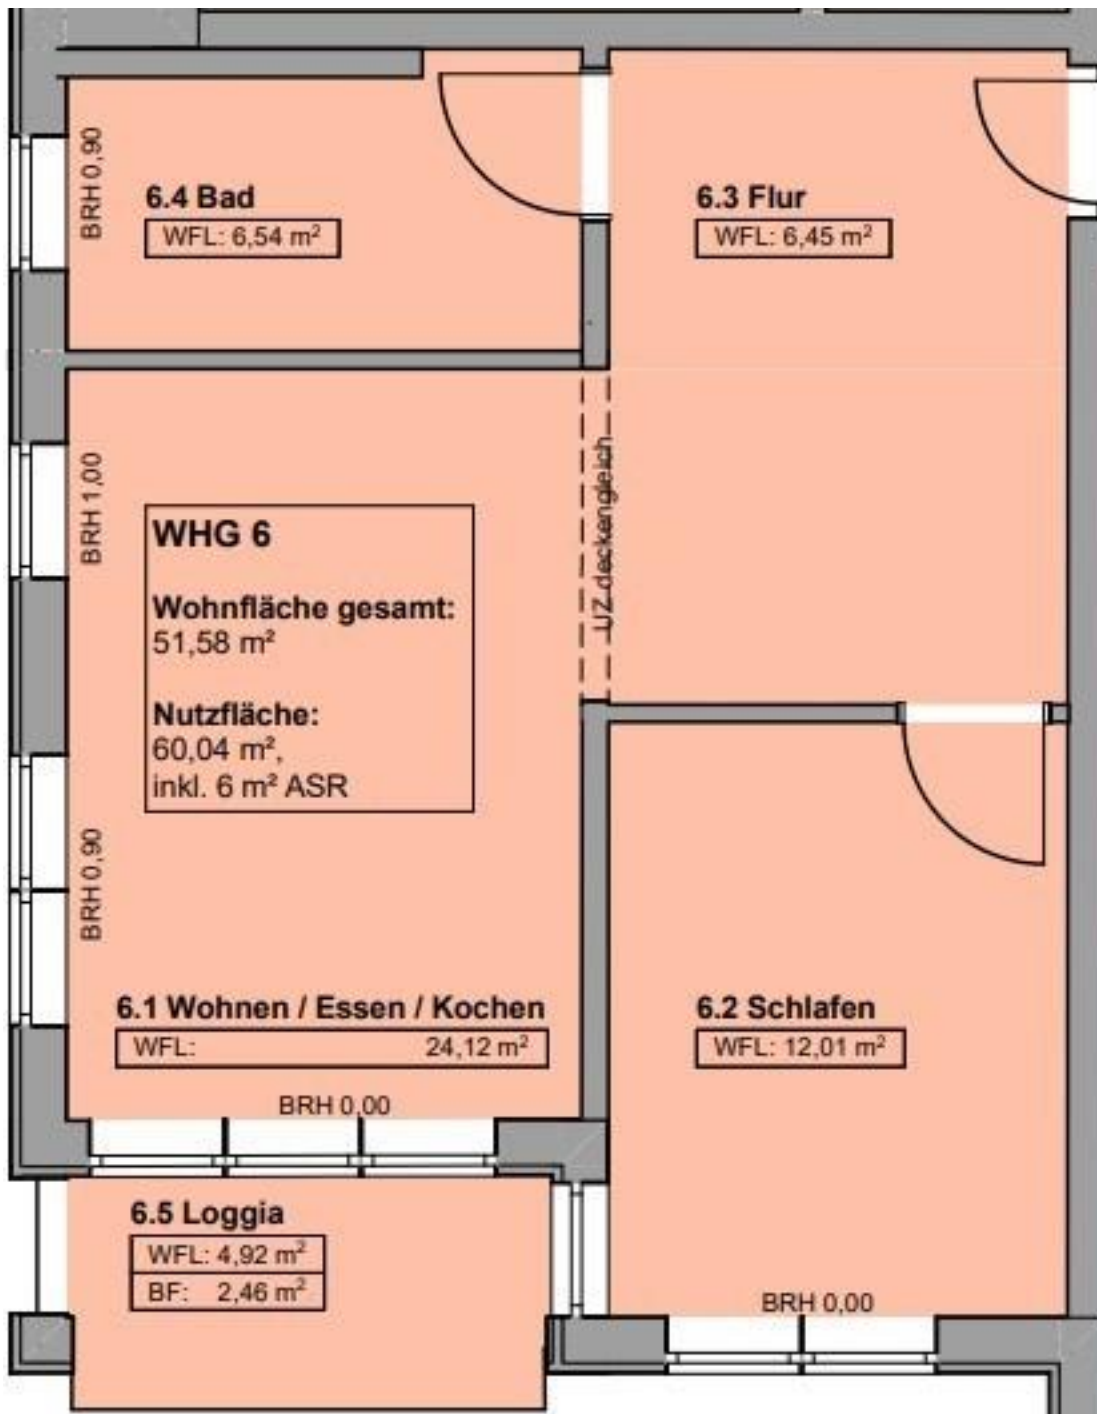 BRH 0,90
6.4 Bad
WFL: 6,54 m²
6.3 Flur
WFL: 6,45 m²
BRH 1,00
UZ deckengleich
WHG 6
Wohnfläche gesamt:
51,58 m²
Nutzfläche:
60,04 m²,
inkl. 6 m² ASR
BRH 0,90
6.1 Wohnen / Essen / Kochen
WFL: 24,12 m²
6.2 Schlafen
WFL: 12,01 m²
BRH 0,00
6.5 Loggia
WFL: 4,92 m²
BF: 2,46 m²
BRH 0,00